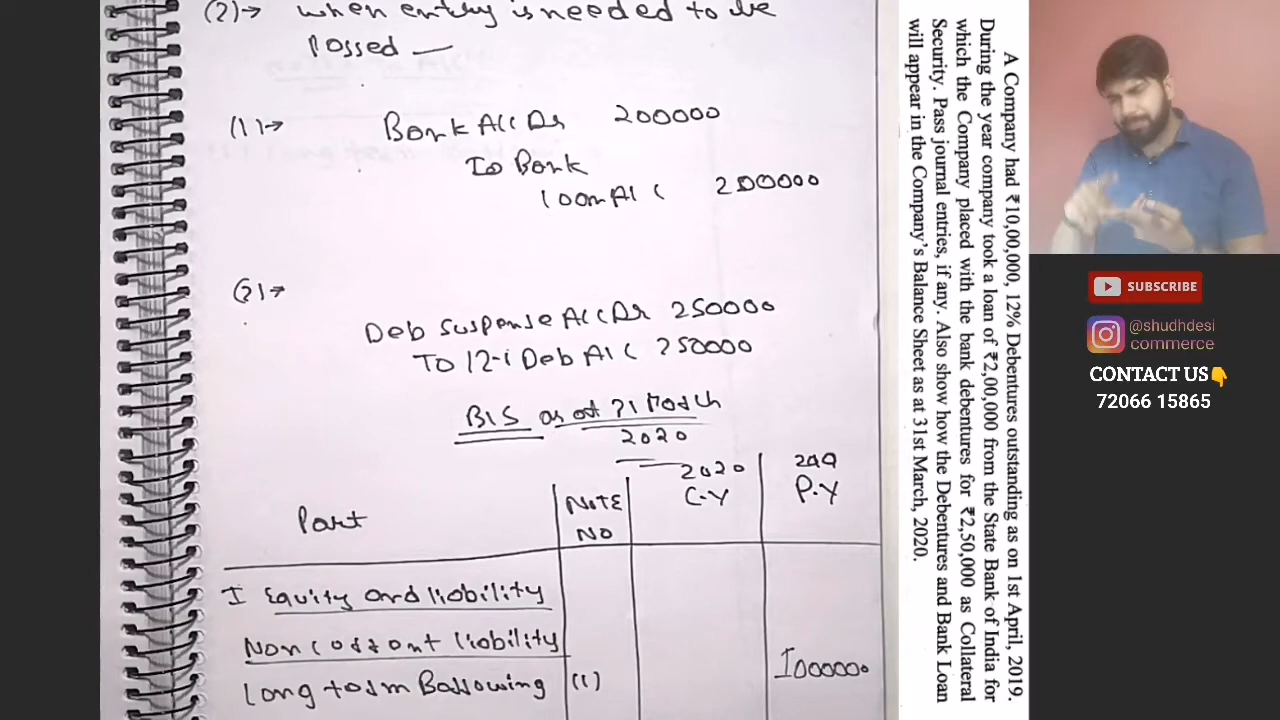 (2)→ When entry is needed to be
passed —
(1)→ Bank A/c Dr 200000
To Bank
loan A/c 200000
(2)→
Deb suspense A/c Dr 250000
To 12% Deb A/c 250000
B/S as at 31 March
2020
Part
NOTE
NO
2020
C.Y
P.Y
I Equity and liability
Non current liability
Long term Borrowing (1) 1000000
A Company had ₹10,00,000, 12% Debentures outstanding as on 1st April, 2019.
During the year company took a loan of ₹2,00,000 from the State Bank of India for
which the Company placed with the bank debentures for ₹2,50,000 as Collateral
Security. Pass journal entries, if any. Also show how the Debentures and Bank Loan
will appear in the Company's Balance Sheet as at 31st March, 2020.
SUBSCRIBE
@shudhdesi
commerce
CONTACT US👇
72066 15865